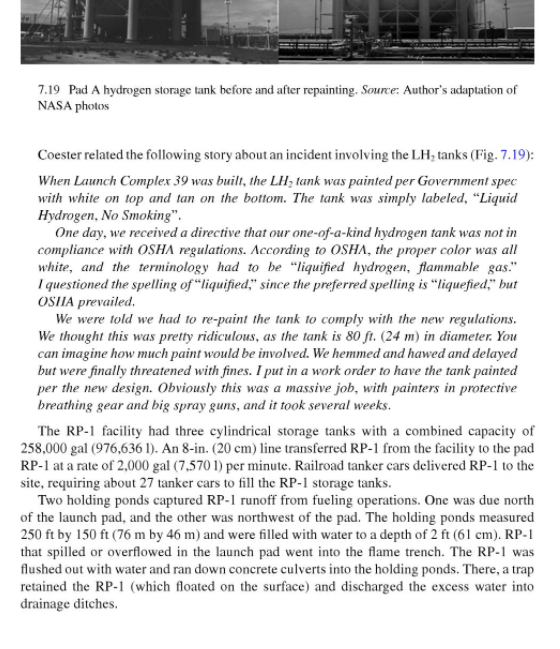 7.19 Pad A hydrogen storage tank before and after repainting. Source: Author's adaptation of
NASA photos
Coester related the following story about an incident involving the LH₂ tanks (Fig. 7.19):
When Launch Complex 39 was built, the LH₂ tank was painted per Government spec
with white on top and tan on the bottom. The tank was simply labeled, "Liquid
Hydrogen, No Smoking".
One day, we received a directive that our one-of-a-kind hydrogen tank was not in
compliance with OSHA regulations. According to OSHA, the proper color was all
white, and the terminology had to be "liquified hydrogen, flammable gas."
I questioned the spelling of "liquified," since the preferred spelling is "liquefied," but
OSHA prevailed.
We were told we had to re-paint the tank to comply with the new regulations.
We thought this was pretty ridiculous, as the tank is 80 ft. (24 m) in diameter. You
can imagine how much paint would be involved. We hemmed and hawed and delayed
but were finally threatened with fines. I put in a work order to have the tank painted
per the new design. Obviously this was a massive job, with painters in protective
breathing gear and big spray guns, and it took several weeks.
The RP-1 facility had three cylindrical storage tanks with a combined capacity of
258,000 gal (976,636 l). An 8-in. (20 cm) line transferred RP-1 from the facility to the pad
RP-1 at a rate of 2,000 gal (7,570 l) per minute. Railroad tanker cars delivered RP-1 to the
site, requiring about 27 tanker cars to fill the RP-1 storage tanks.
Two holding ponds captured RP-1 runoff from fueling operations. One was due north
of the launch pad, and the other was northwest of the pad. The holding ponds measured
250 ft by 150 ft (76 m by 46 m) and were filled with water to a depth of 2 ft (61 cm). RP-1
that spilled or overflowed in the launch pad went into the flame trench. The RP-1 was
flushed out with water and ran down concrete culverts into the holding ponds. There, a trap
retained the RP-1 (which floated on the surface) and discharged the excess water into
drainage ditches.